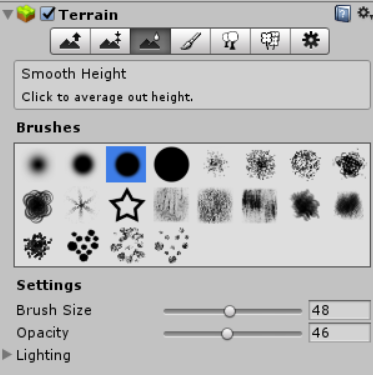 Terrain
Smooth Height
Click to average out height.
Brushes
Settings
Brush Size 48
Opacity 46
Lighting